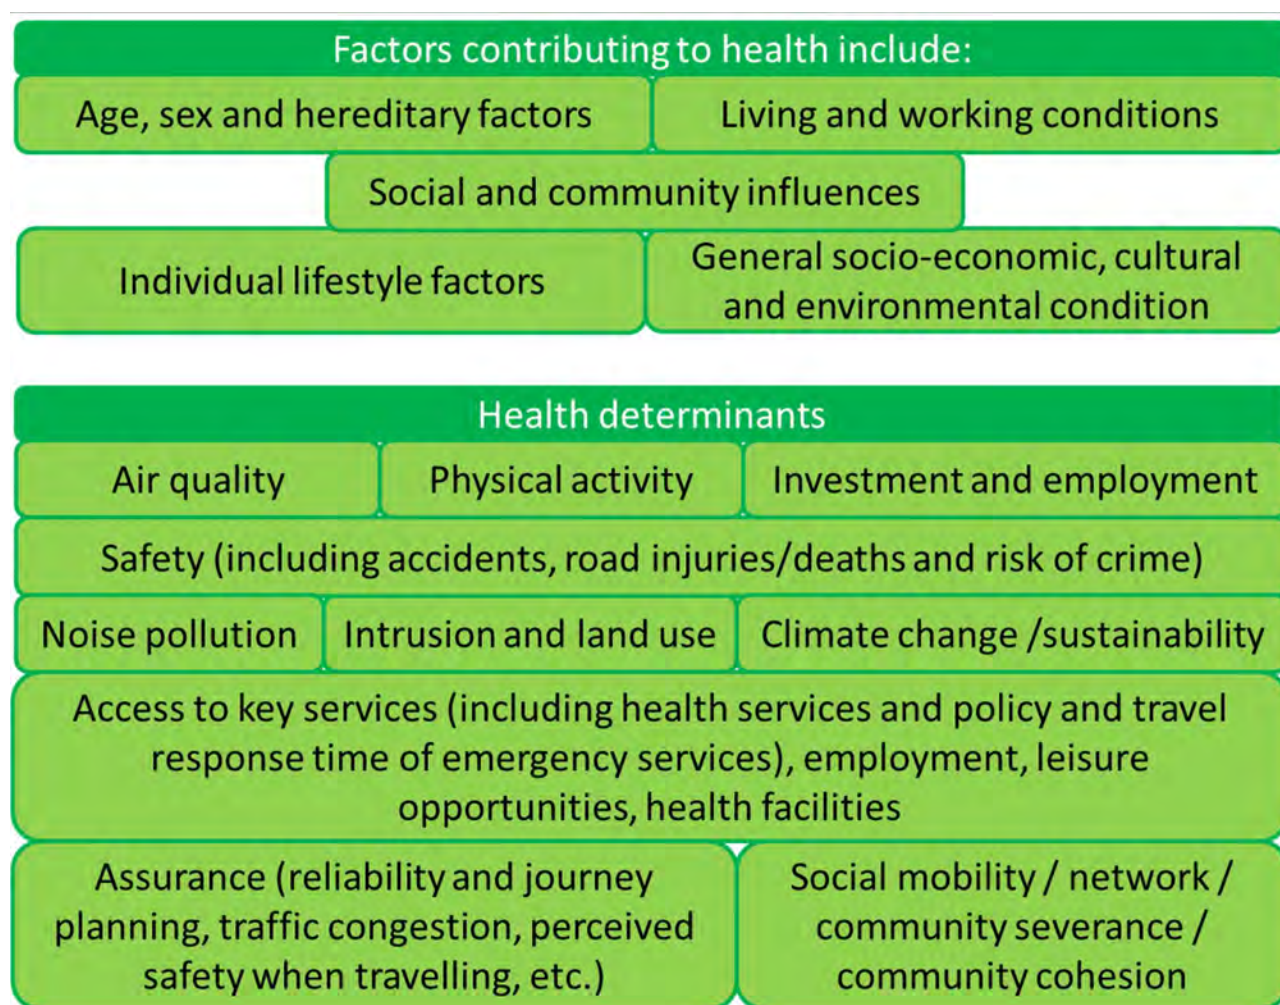 Factors contributing to health include:
Age, sex and hereditary factors
Living and working conditions
Social and community influences
Individual lifestyle factors
General socio-economic, cultural
and environmental condition
Health determinants
Air quality
Physical activity
Investment and employment
Safety (including accidents, road injuries/deaths and risk of crime)
Noise pollution
Intrusion and land use
Climate change /sustainability
Access to key services (including health services and policy and travel
response time of emergency services), employment, leisure
opportunities, health facilities
Assurance (reliability and journey
planning, traffic congestion, perceived
safety when travelling, etc.)
Social mobility / network /
community severance /
community cohesion